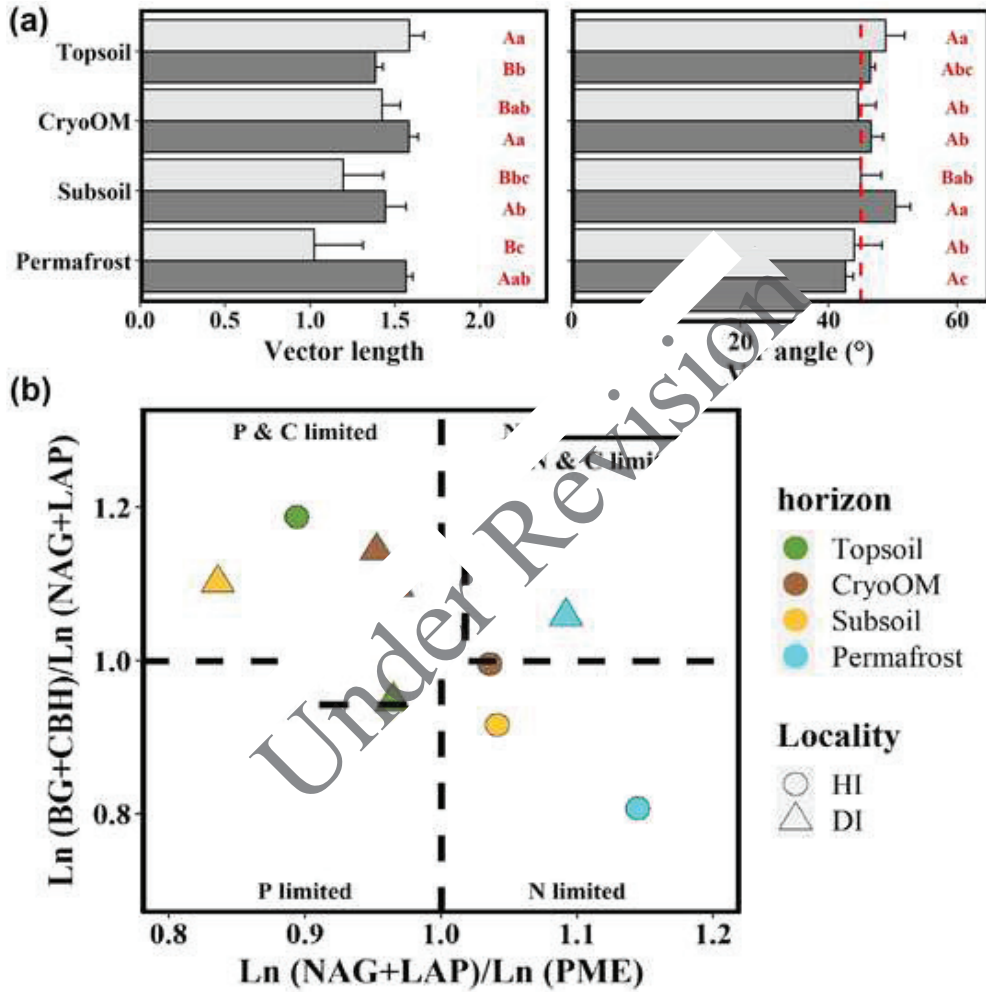 (a)
Topsoil
CryoOM
Subsoil
Permafrost
Aa
Bb
Bab
Aa
Bbc
Ab
Bc
Aab
0.0 0.5 1.0 1.5 2.0
Vector length
Aa
Abc
Ab
Ab
Bab
Aa
Ab
Ac
0 20 40 60
angle (°)
(b)
P & C limited
N & C
P limited
N limited
1.2
1.0
0.8
Ln (BG+CBH)/Ln (NAG+LAP)
0.8 0.9 1.0 1.1 1.2
Ln (NAG+LAP)/Ln (PME)
horizon
Topsoil
CryoOM
Subsoil
Permafrost
Locality
HI
DI
Under Revision